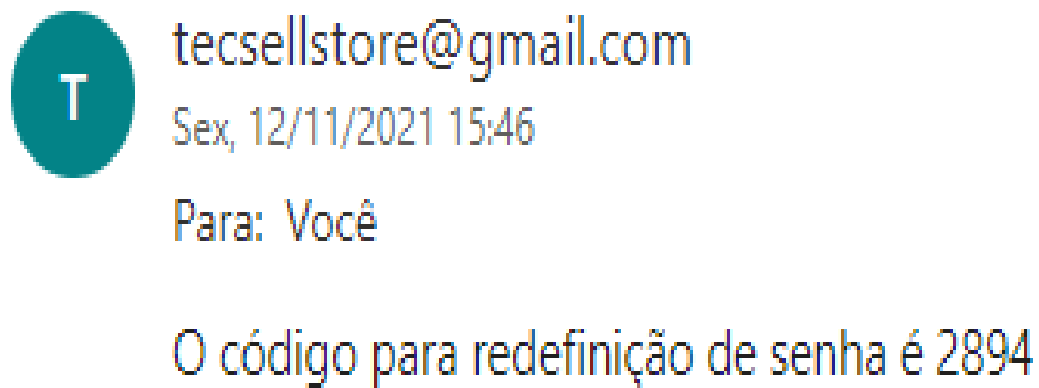 T
tecsellstore@gmail.com
Sex, 12/11/2021 15:46
Para: Você
O código para redefinição de senha é 2894